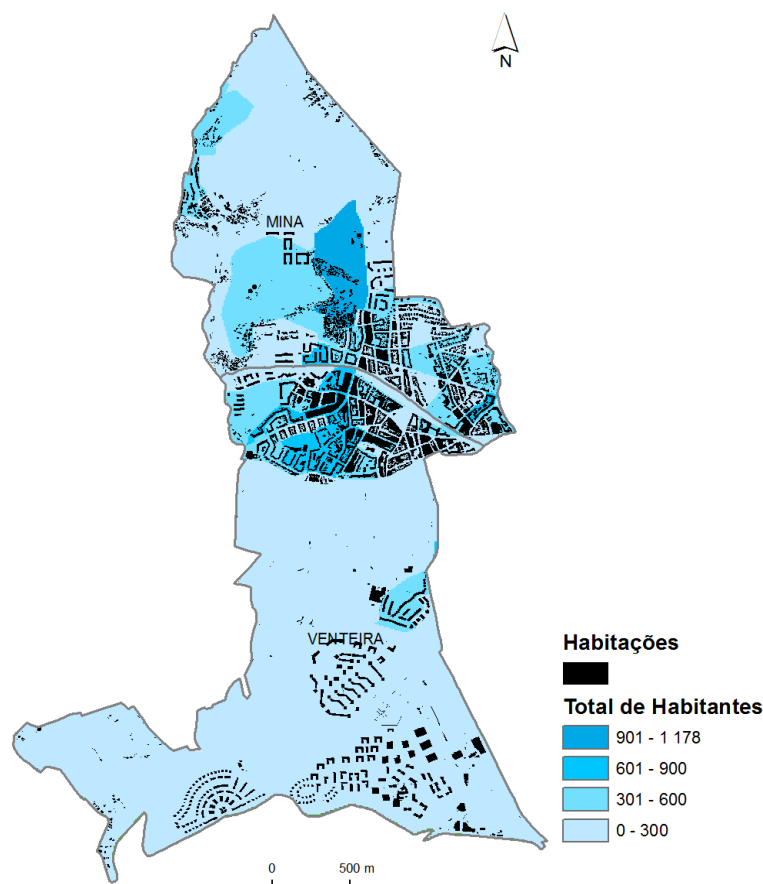 N
MINA
VENTEIRA
Habitações
Total de Habitantes
901 - 1 178
601 - 900
301 - 600
0 - 300
0 500 m